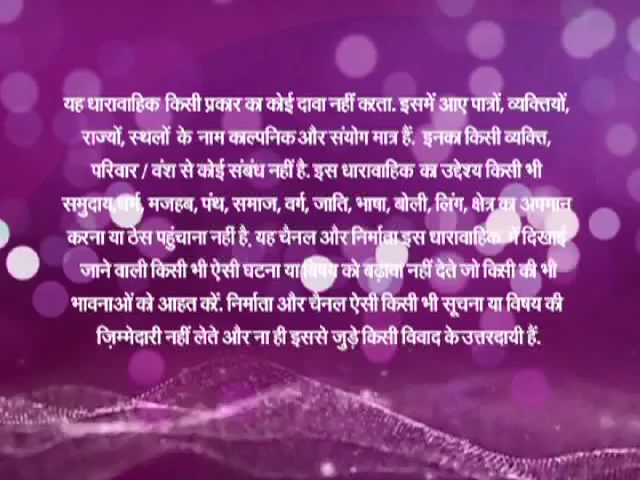 यह धारावाहिक किसी प्रकार का कोई दावा नहीं करता. इसमें आए पात्रों, व्यक्तियों,
राज्यों, स्थलों के नाम काल्पनिक और संयोग मात्र हैं. इनका किसी व्यक्ति,
परिवार / वंश से कोई संबंध नहीं है. इस धारावाहिक का उद्देश्य किसी भी
समुदाय,धर्म, मजहब, पंथ, समाज, वर्ग, जाति, भाषा, बोली, लिंग, क्षेत्र का अपमान
करना या ठेस पहुंचाना नहीं है, यह चैनल और निर्माता इस धारावाहिक में दिखाई
जाने वाली किसी भी ऐसी घटना या विषय को बढ़ावा नहीं देते जो किसी की भी
भावनाओं को आहत करें. निर्माता और चैनल ऐसी किसी भी सूचना या विषय की
ज़िम्मेदारी नहीं लेते और ना ही इससे जुड़े किसी विवाद के उत्तरदायी हैं.